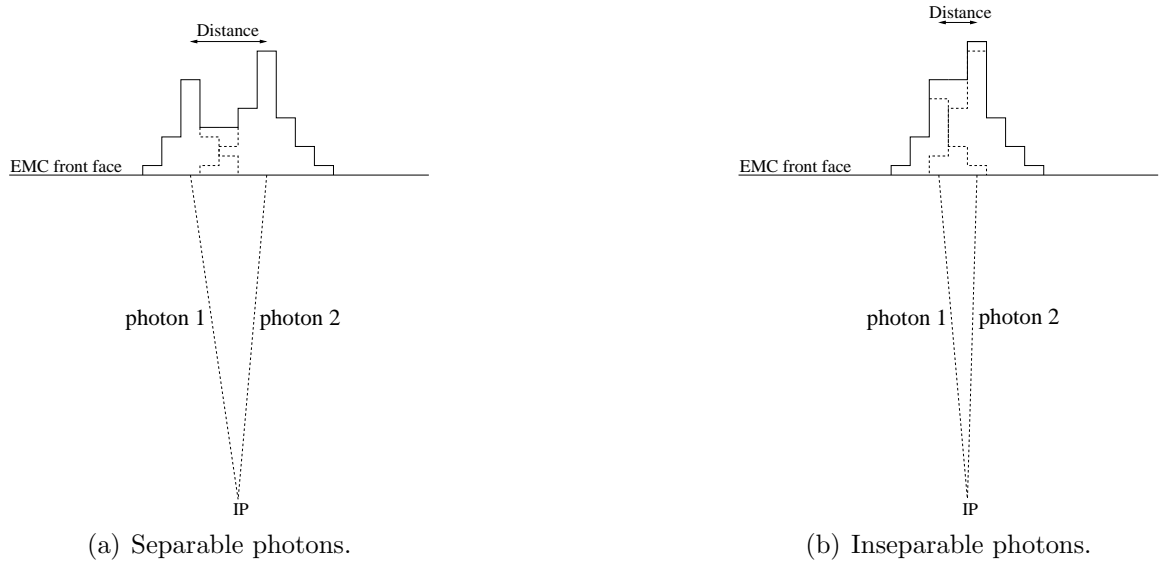 Distance
EMC front face
photon 1
photon 2
IP
(a) Separable photons.
Distance
EMC front face
photon 1
photon 2
IP
(b) Inseparable photons.